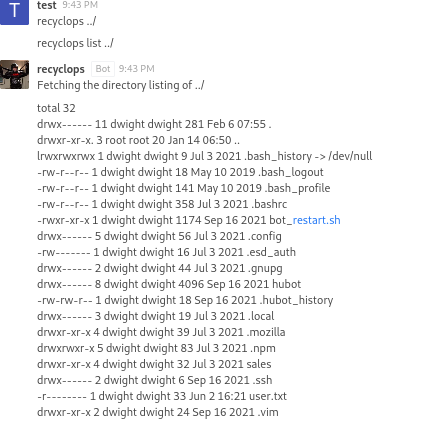 T
test 9:43 PM
recyclops ../
recyclops list ../
recyclops Bot 9:43 PM
Fetching the directory listing of ../
total 32
drwx------ 11 dwight dwight 281 Feb 6 07:55 .
drwxr-xr-x. 3 root root 20 Jan 14 06:50 ..
lrwxrwxrwx 1 dwight dwight 9 Jul 3 2021 .bash_history -> /dev/null
-rw-r--r-- 1 dwight dwight 18 May 10 2019 .bash_logout
-rw-r--r-- 1 dwight dwight 141 May 10 2019 .bash_profile
-rw-r--r-- 1 dwight dwight 358 Jul 3 2021 .bashrc
-rwxr-xr-x 1 dwight dwight 1174 Sep 16 2021 bot_restart.sh
drwx------ 5 dwight dwight 56 Jul 3 2021 .config
-rw------- 1 dwight dwight 16 Jul 3 2021 .esd_auth
drwx------ 2 dwight dwight 44 Jul 3 2021 .gnupg
drwx------ 8 dwight dwight 4096 Sep 16 2021 hubot
-rw-rw-r-- 1 dwight dwight 18 Sep 16 2021 .hubot_history
drwx------ 3 dwight dwight 19 Jul 3 2021 .local
drwxr-xr-x 4 dwight dwight 39 Jul 3 2021 .mozilla
drwxrwxr-x 5 dwight dwight 83 Jul 3 2021 .npm
drwxr-xr-x 4 dwight dwight 32 Jul 3 2021 sales
drwx------ 2 dwight dwight 6 Sep 16 2021 .ssh
-r-------- 1 dwight dwight 33 Jun 2 16:21 user.txt
drwxr-xr-x 2 dwight dwight 24 Sep 16 2021 .vim